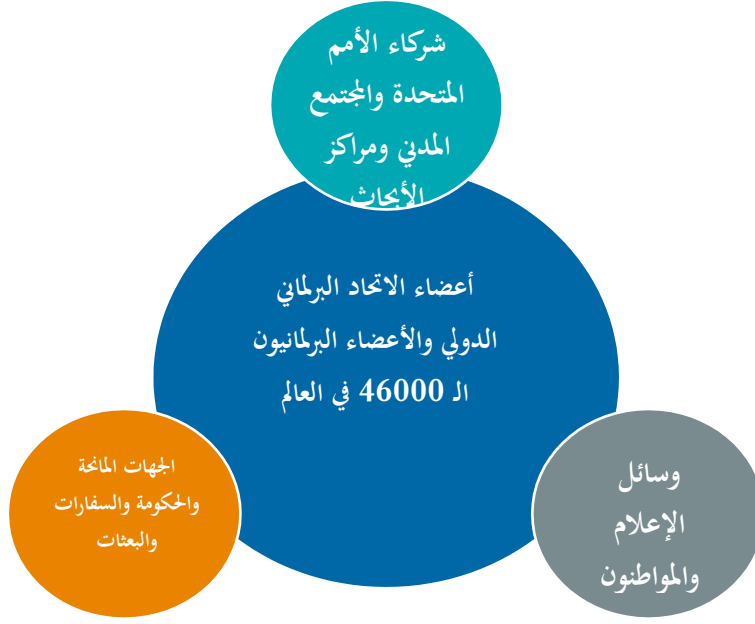 شركاء الأمم
المتحدة والمجتمع
المدني ومراكز
الأبحاث
أعضاء الاتحاد البرلماني
الدولي والأعضاء البرلمانيون
الـ 46000 في العالم
الجهات المانحة
والحكومة والسفارات
والبعثات
وسائل
الإعلام
والمواطنون